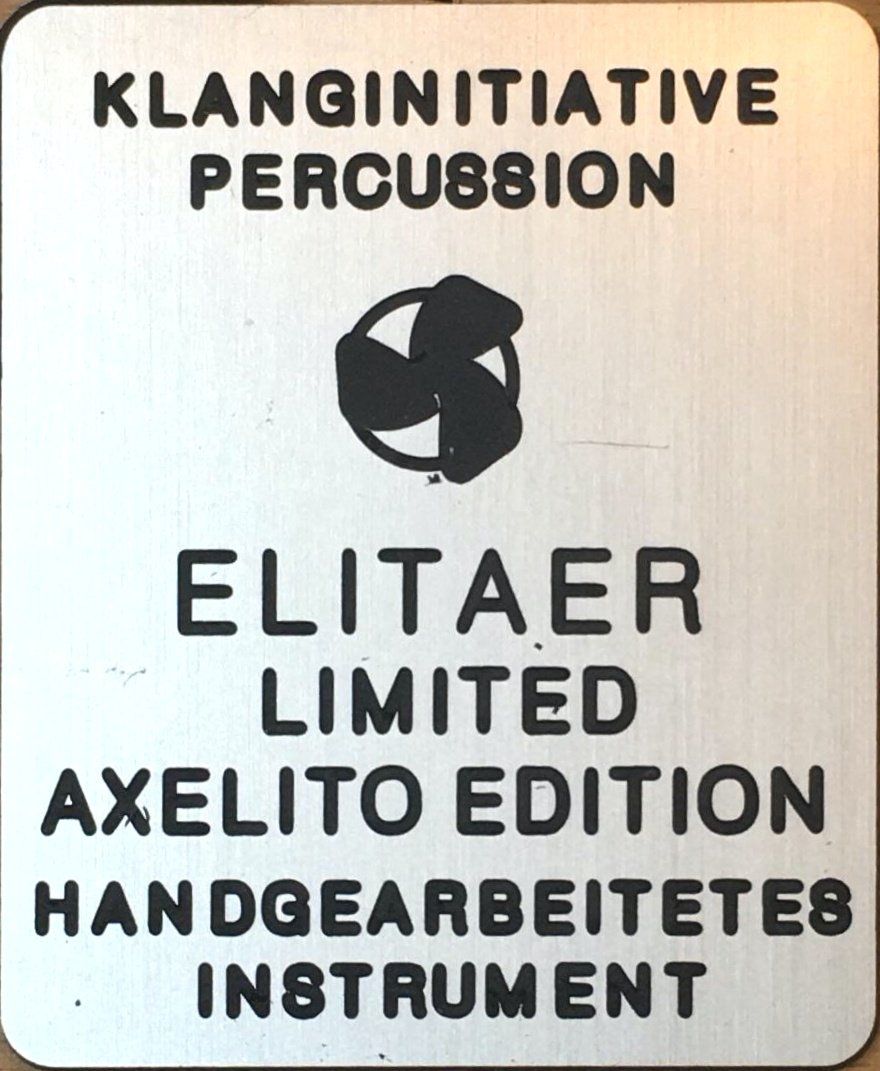 KLANGINITIATIVE
PERCUSSION
ELITAER
LIMITED
AXELITO EDITION
HANDGEARBEITETES
INSTRUMENT